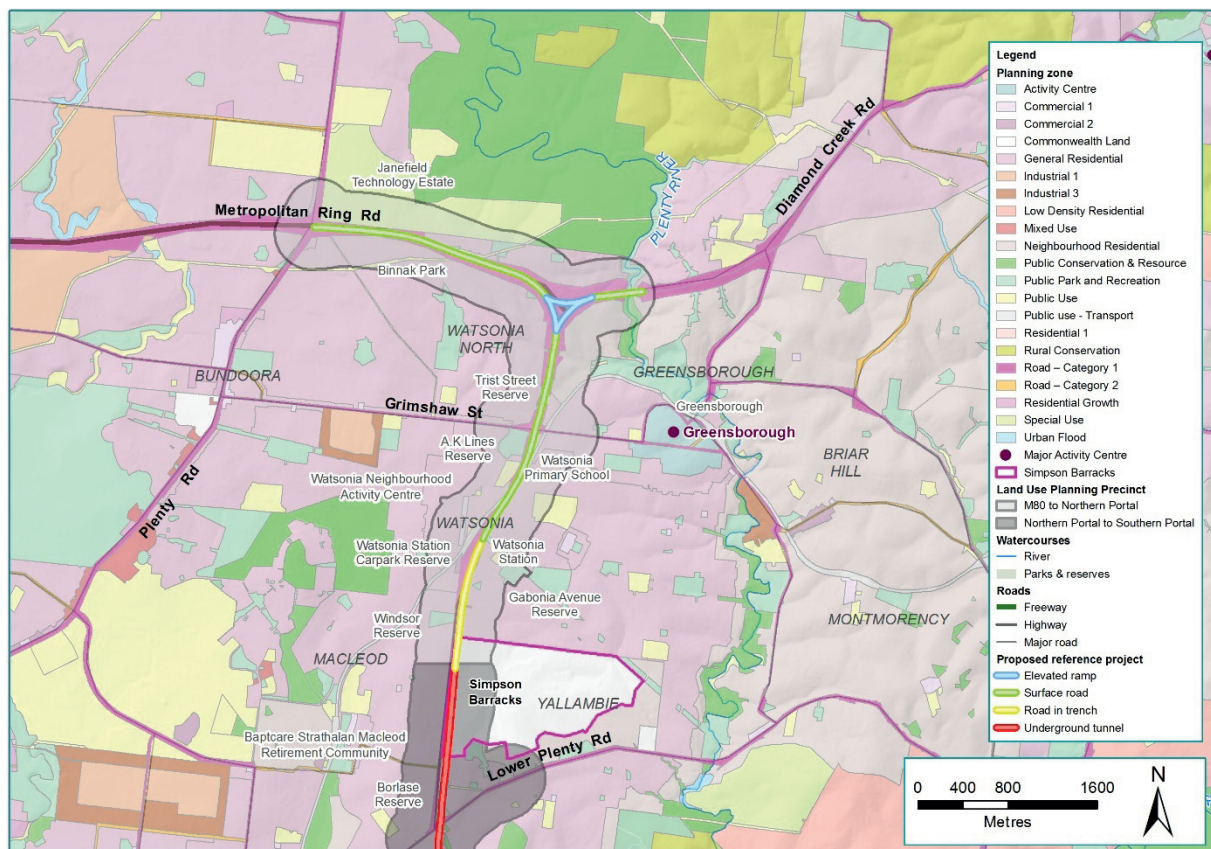 Janefield
Technology Estate
Metropolitan Ring Rd
Binnak Park
PLENTY RIVER
Diamond Creek Rd
WATSONIA
NORTH
BUNDOORA
Trist Street
Reserve
GREENSBOROUGH
Grimshaw St
Greensborough
Greensborough
A.K Lines
Reserve
Watsonia
Primary School
BRIAR
HILL
Plenty Rd
Watsonia Neighbourhood
Activity Centre
WATSONIA
Watsonia Station
Carpark Reserve
Watsonia
Station
Gabonia Avenue
Reserve
Windsor
Reserve
MONTMORENCY
MACLEOD
Simpson
Barracks
YALLAMBIE
Baptcare Strathalan Macleod
Retirement Community
Lower Plenty Rd
Borlase
Reserve
Legend
Planning zone
Activity Centre
Commercial 1
Commercial 2
Commonwealth Land
General Residential
Industrial 1
Industrial 3
Low Density Residential
Mixed Use
Neighbourhood Residential
Public Conservation & Resource
Public Park and Recreation
Public Use
Public use - Transport
Residential 1
Rural Conservation
Road – Category 1
Road – Category 2
Residential Growth
Special Use
Urban Flood
Major Activity Centre
Simpson Barracks
Land Use Planning Precinct
M80 to Northern Portal
Northern Portal to Southern Portal
Watercourses
River
Parks & reserves
Roads
Freeway
Highway
Major road
Proposed reference project
Elevated ramp
Surface road
Road in trench
Underground tunnel
0 400 800 1600
Metres
N